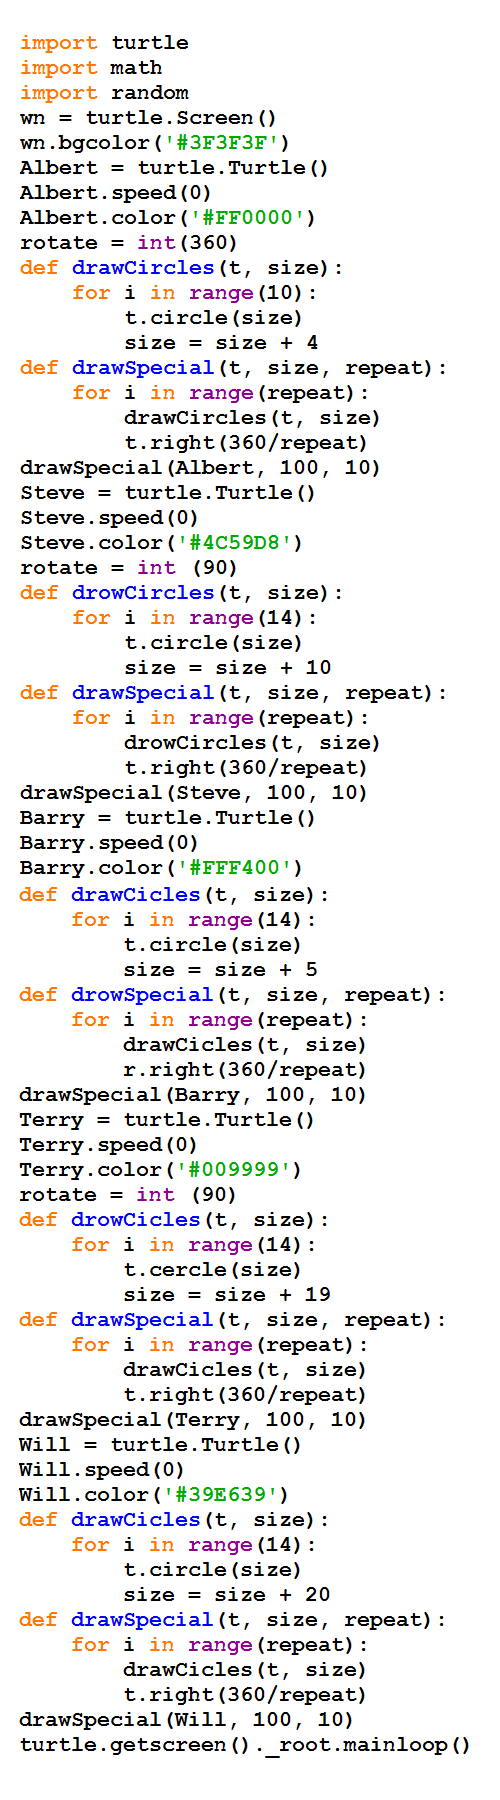 import turtle
import math
import random
wn = turtle.Screen()
wn.bgcolor('#3F3F3F')
Albert = turtle.Turtle()
Albert.speed(0)
Albert.color('#FF0000')
rotate = int(360)
def drawCircles(t, size):
    for i in range(10):
        t.circle(size)
        size = size + 4
def drawSpecial(t, size, repeat):
    for i in range(repeat):
        drawCircles(t, size)
        t.right(360/repeat)
drawSpecial(Albert, 100, 10)
Steve = turtle.Turtle()
Steve.speed(0)
Steve.color('#4C59D8')
rotate = int (90)
def drowCircles(t, size):
    for i in range(14):
        t.circle(size)
        size = size + 10
def drawSpecial(t, size, repeat):
    for i in range(repeat):
        drowCircles(t, size)
        t.right(360/repeat)
drawSpecial(Steve, 100, 10)
Barry = turtle.Turtle()
Barry.speed(0)
Barry.color('#FFF400')
def drawCicles(t, size):
    for i in range(14):
        t.circle(size)
        size = size + 5
def drowSpecial(t, size, repeat):
    for i in range(repeat):
        drawCicles(t, size)
        r.right(360/repeat)
drawSpecial(Barry, 100, 10)
Terry = turtle.Turtle()
Terry.speed(0)
Terry.color('#009999')
rotate = int (90)
def drowCicles(t, size):
    for i in range(14):
        t.cercle(size)
        size = size + 19
def drawSpecial(t, size, repeat):
    for i in range(repeat):
        drawCicles(t, size)
        t.right(360/repeat)
drawSpecial(Terry, 100, 10)
Will = turtle.Turtle()
Will.speed(0)
Will.color('#39E639')
def drawCicles(t, size):
    for i in range(14):
        t.circle(size)
        size = size + 20
def drawSpecial(t, size, repeat):
    for i in range(repeat):
        drawCicles(t, size)
        t.right(360/repeat)
drawSpecial(Will, 100, 10)
turtle.getscreen()._root.mainloop()